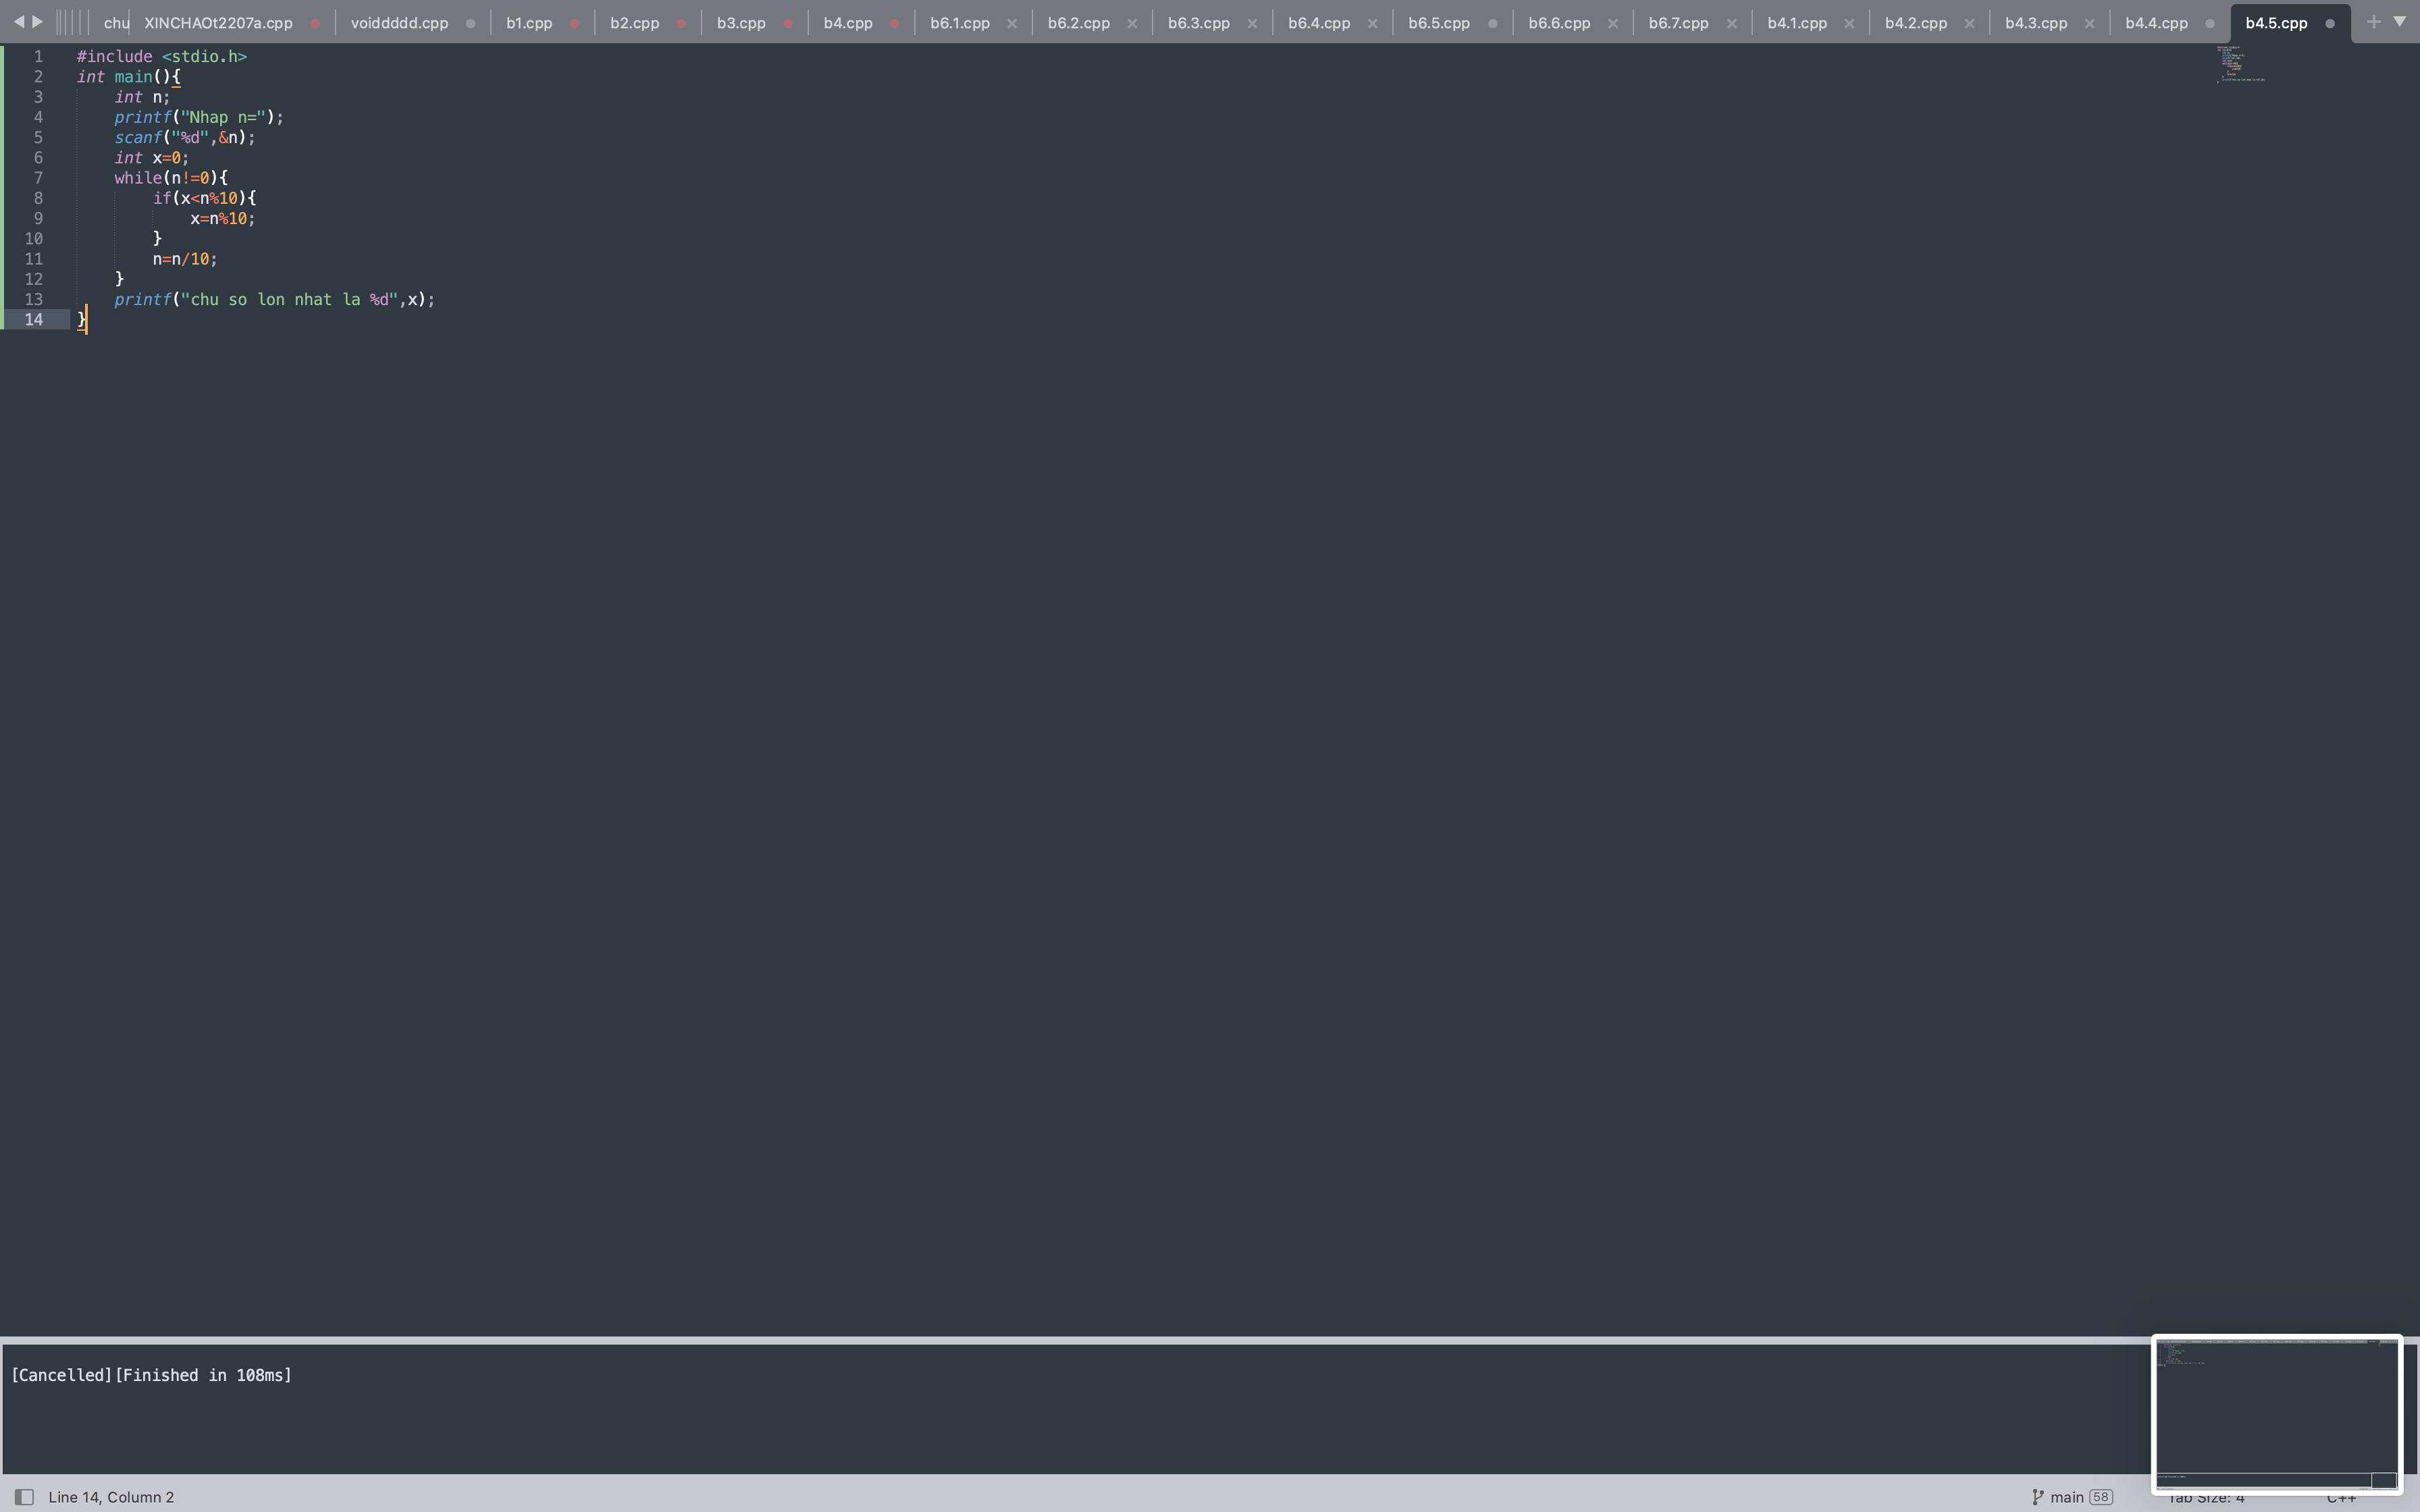 chu XINCHAOt2207a.cpp voiddddd.cpp b1.cpp b2.cpp b3.cpp b4.cpp b6.1.cpp b6.2.cpp b6.3.cpp b6.4.cpp b6.5.cpp b6.6.cpp b6.7.cpp b4.1.cpp b4.2.cpp b4.3.cpp b4.4.cpp b4.5.cpp
1 #include <stdio.h>
2 int main(){
3     int n;
4     printf("Nhap n=");
5     scanf("%d",&n);
6     int x=0;
7     while(n!=0){
8         if(x<n%10){
9             x=n%10;
10         }
11         n=n/10;
12     }
13     printf("chu so lon nhat la %d",x);
14 }
[Cancelled][Finished in 108ms]
Line 14, Column 2 main 58 Tab Size: 4 C++